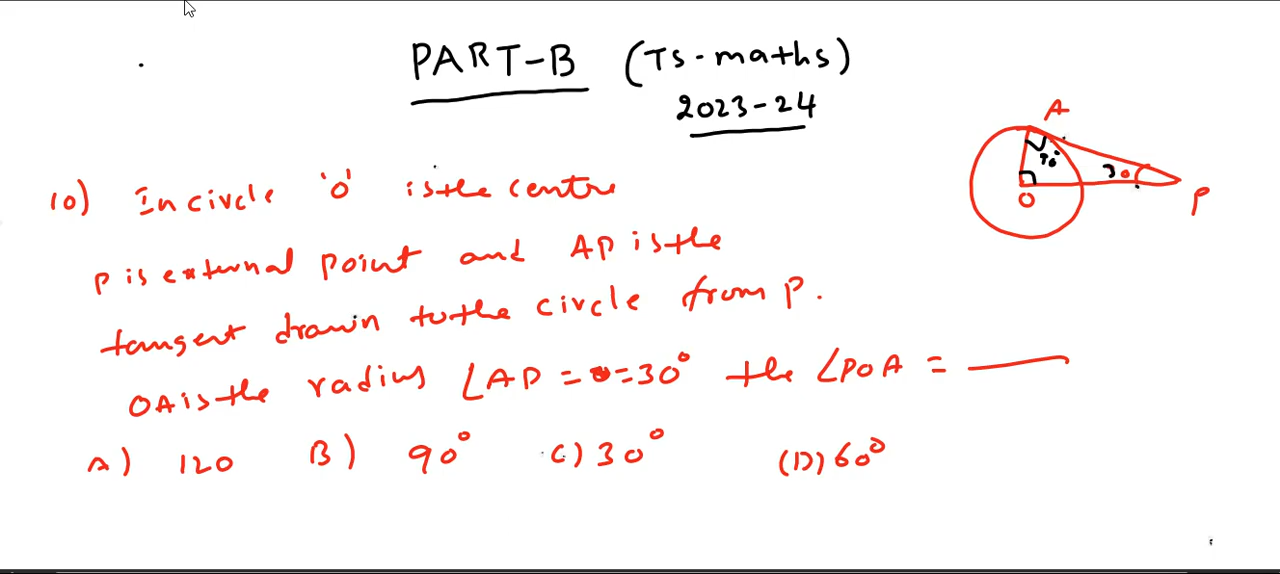 PART-B (TS-maths)
2023-24
A
90°
30
O
P
10) In circle 'O' is the centre
P is external point and AP is the
tangent drawn to the circle from P.
OA is the radius ∠AP = = 30° the ∠POA = ____
A) 120 B) 90° C) 30° (D) 60°